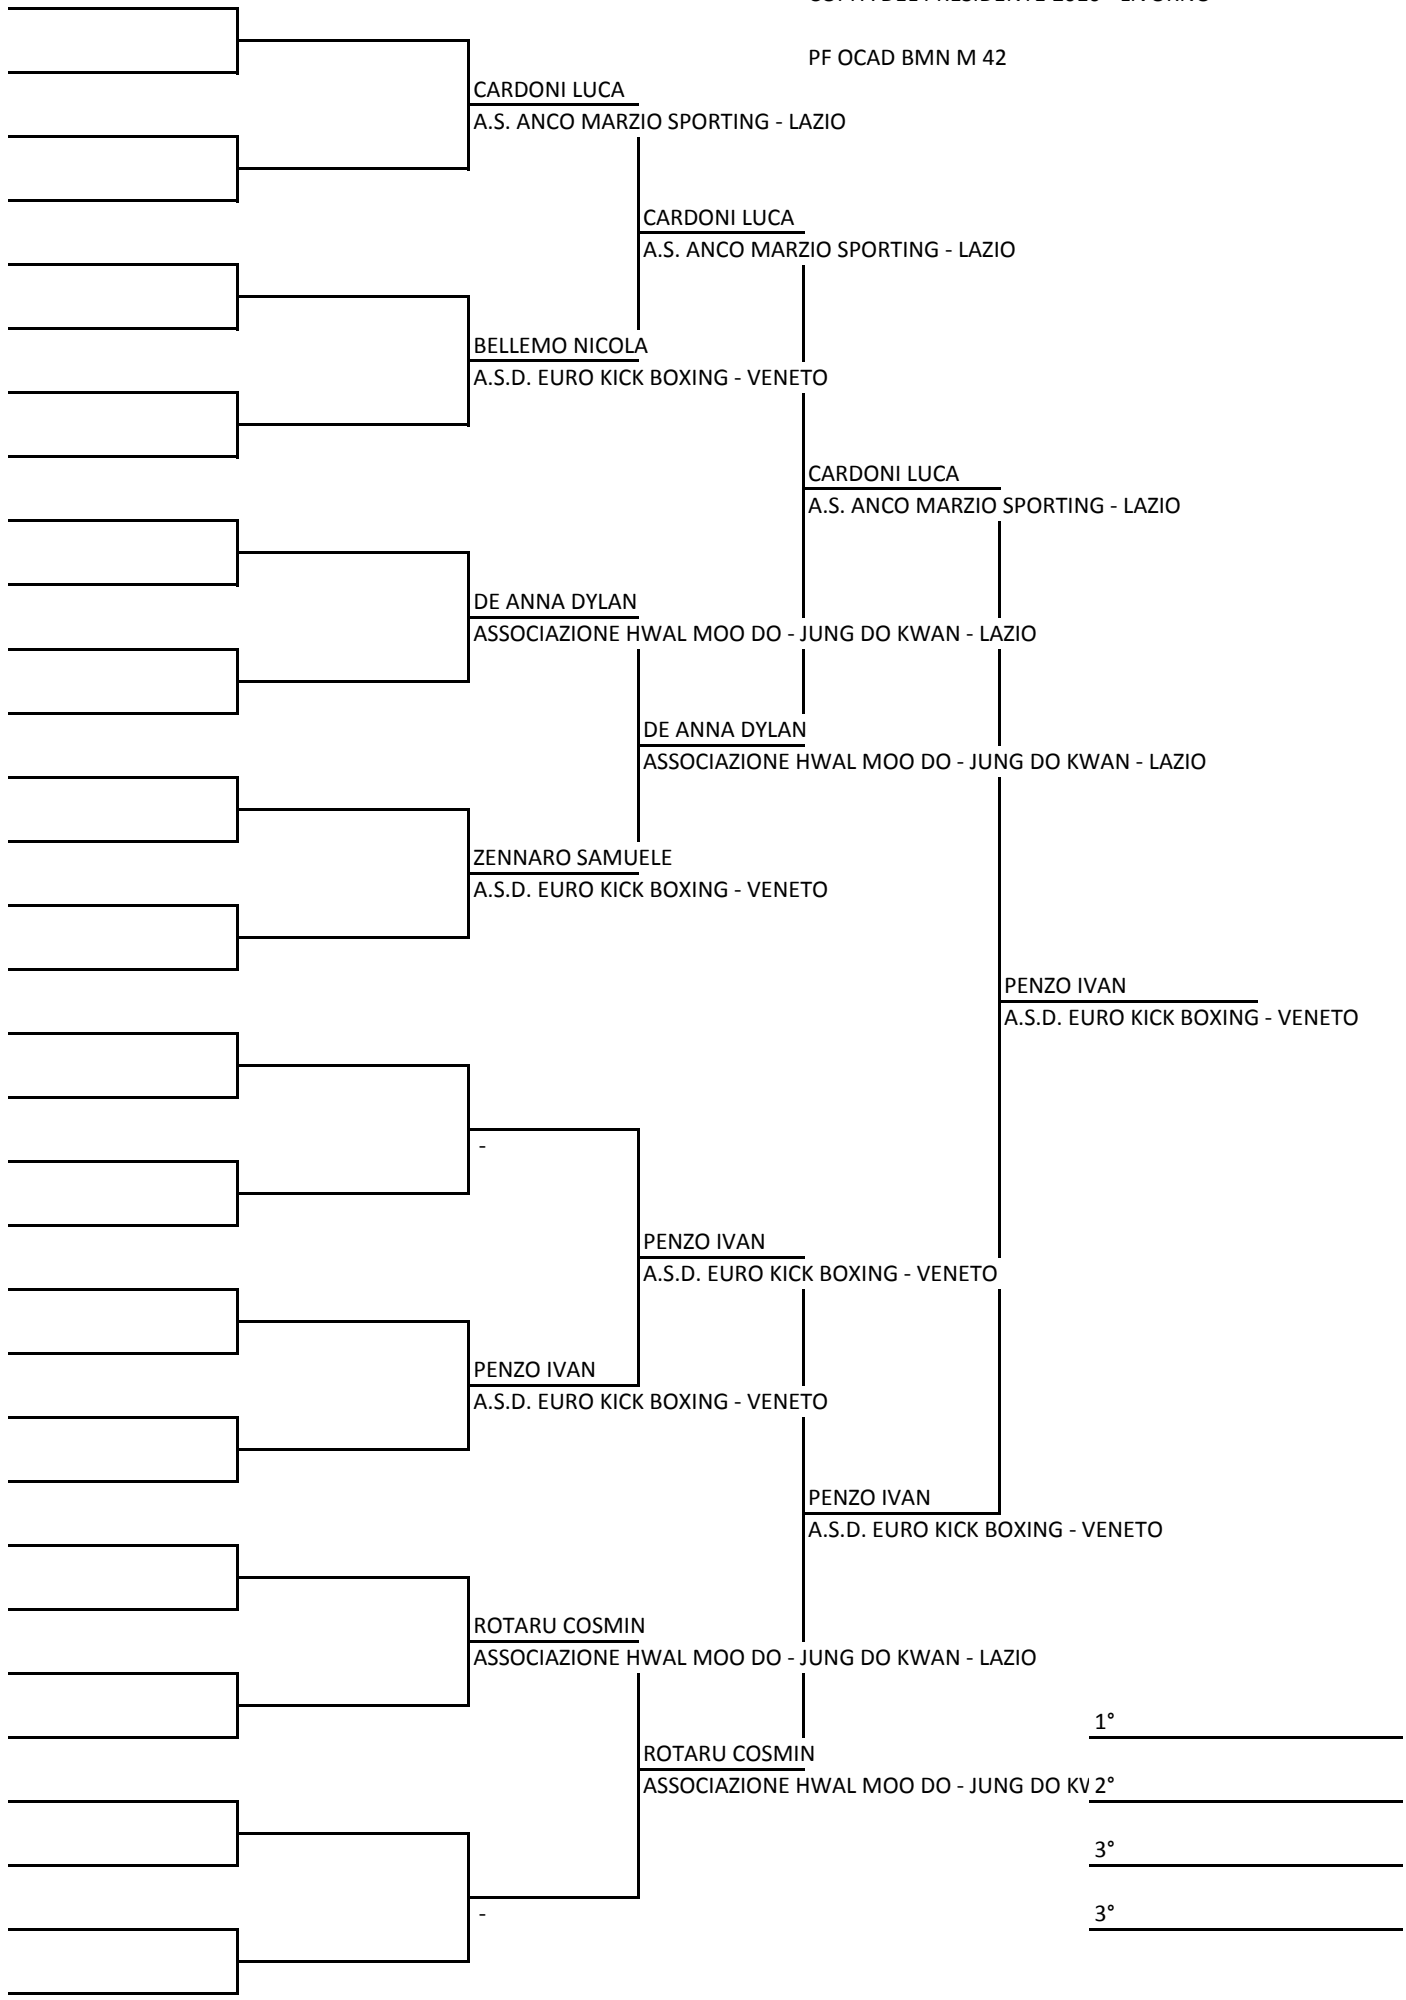 PF OCAD BMN M 42
CARDONI LUCA
A.S. ANCO MARZIO SPORTING - LAZIO
CARDONI LUCA
A.S. ANCO MARZIO SPORTING - LAZIO
BELLEMO NICOLA
A.S.D. EURO KICK BOXING - VENETO
CARDONI LUCA
A.S. ANCO MARZIO SPORTING - LAZIO
DE ANNA DYLAN
ASSOCIAZIONE HWAL MOO DO - JUNG DO KWAN - LAZIO
DE ANNA DYLAN
ASSOCIAZIONE HWAL MOO DO - JUNG DO KWAN - LAZIO
ZENNARO SAMUELE
A.S.D. EURO KICK BOXING - VENETO
PENZO IVAN
A.S.D. EURO KICK BOXING - VENETO
-
PENZO IVAN
A.S.D. EURO KICK BOXING - VENETO
PENZO IVAN
A.S.D. EURO KICK BOXING - VENETO
PENZO IVAN
A.S.D. EURO KICK BOXING - VENETO
ROTARU COSMIN
ASSOCIAZIONE HWAL MOO DO - JUNG DO KWAN - LAZIO
1°
ROTARU COSMIN
ASSOCIAZIONE HWAL MOO DO - JUNG DO
2°
3°
3°
-